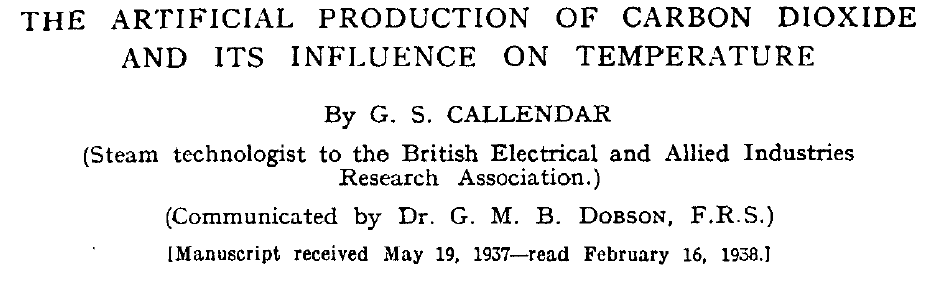 THE ARTIFICIAL PRODUCTION OF CARBON DIOXIDE
AND ITS INFLUENCE ON TEMPERATURE
By G. S. CALLENDAR
(Steam technologist to the British Electrical and Allied Industries
Research Association.)
(Communicated by Dr. G. M. B. DOBSON, F.R.S.)
[Manuscript received May 19, 1937—read February 16, 1938.]